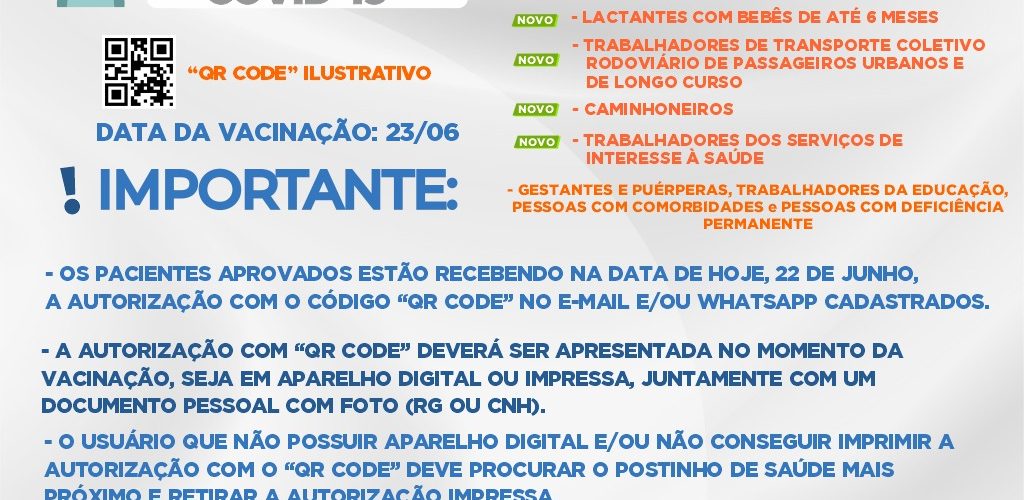 COVID-19
"QR CODE" ILUSTRATIVO
DATA DA VACINAÇÃO: 23/06
! IMPORTANTE:
NOVO - LACTANTES COM BEBÊS DE ATÉ 6 MESES
NOVO - TRABALHADORES DE TRANSPORTE COLETIVO
RODOVIÁRIO DE PASSAGEIROS URBANOS E
DE LONGO CURSO
NOVO - CAMINHONEIROS
NOVO - TRABALHADORES DOS SERVIÇOS DE
INTERESSE À SAÚDE
- GESTANTES E PUÉRPERAS, TRABALHADORES DA EDUCAÇÃO,
PESSOAS COM COMORBIDADES e PESSOAS COM DEFICIÊNCIA
PERMANENTE
- OS PACIENTES APROVADOS ESTÃO RECEBENDO NA DATA DE HOJE, 22 DE JUNHO,
A AUTORIZAÇÃO COM O CÓDIGO "QR CODE" NO E-MAIL E/OU WHATSAPP CADASTRADOS.
- A AUTORIZAÇÃO COM "QR CODE" DEVERÁ SER APRESENTADA NO MOMENTO DA
VACINAÇÃO, SEJA EM APARELHO DIGITAL OU IMPRESSA, JUNTAMENTE COM UM
DOCUMENTO PESSOAL COM FOTO (RG OU CNH).
- O USUÁRIO QUE NÃO POSSUIR APARELHO DIGITAL E/OU NÃO CONSEGUIR IMPRIMIR A
AUTORIZAÇÃO COM O "QR CODE" DEVE PROCURAR O POSTINHO DE SAÚDE MAIS
PRÓXIMO E RETIRAR A AUTORIZAÇÃO IMPRESSA